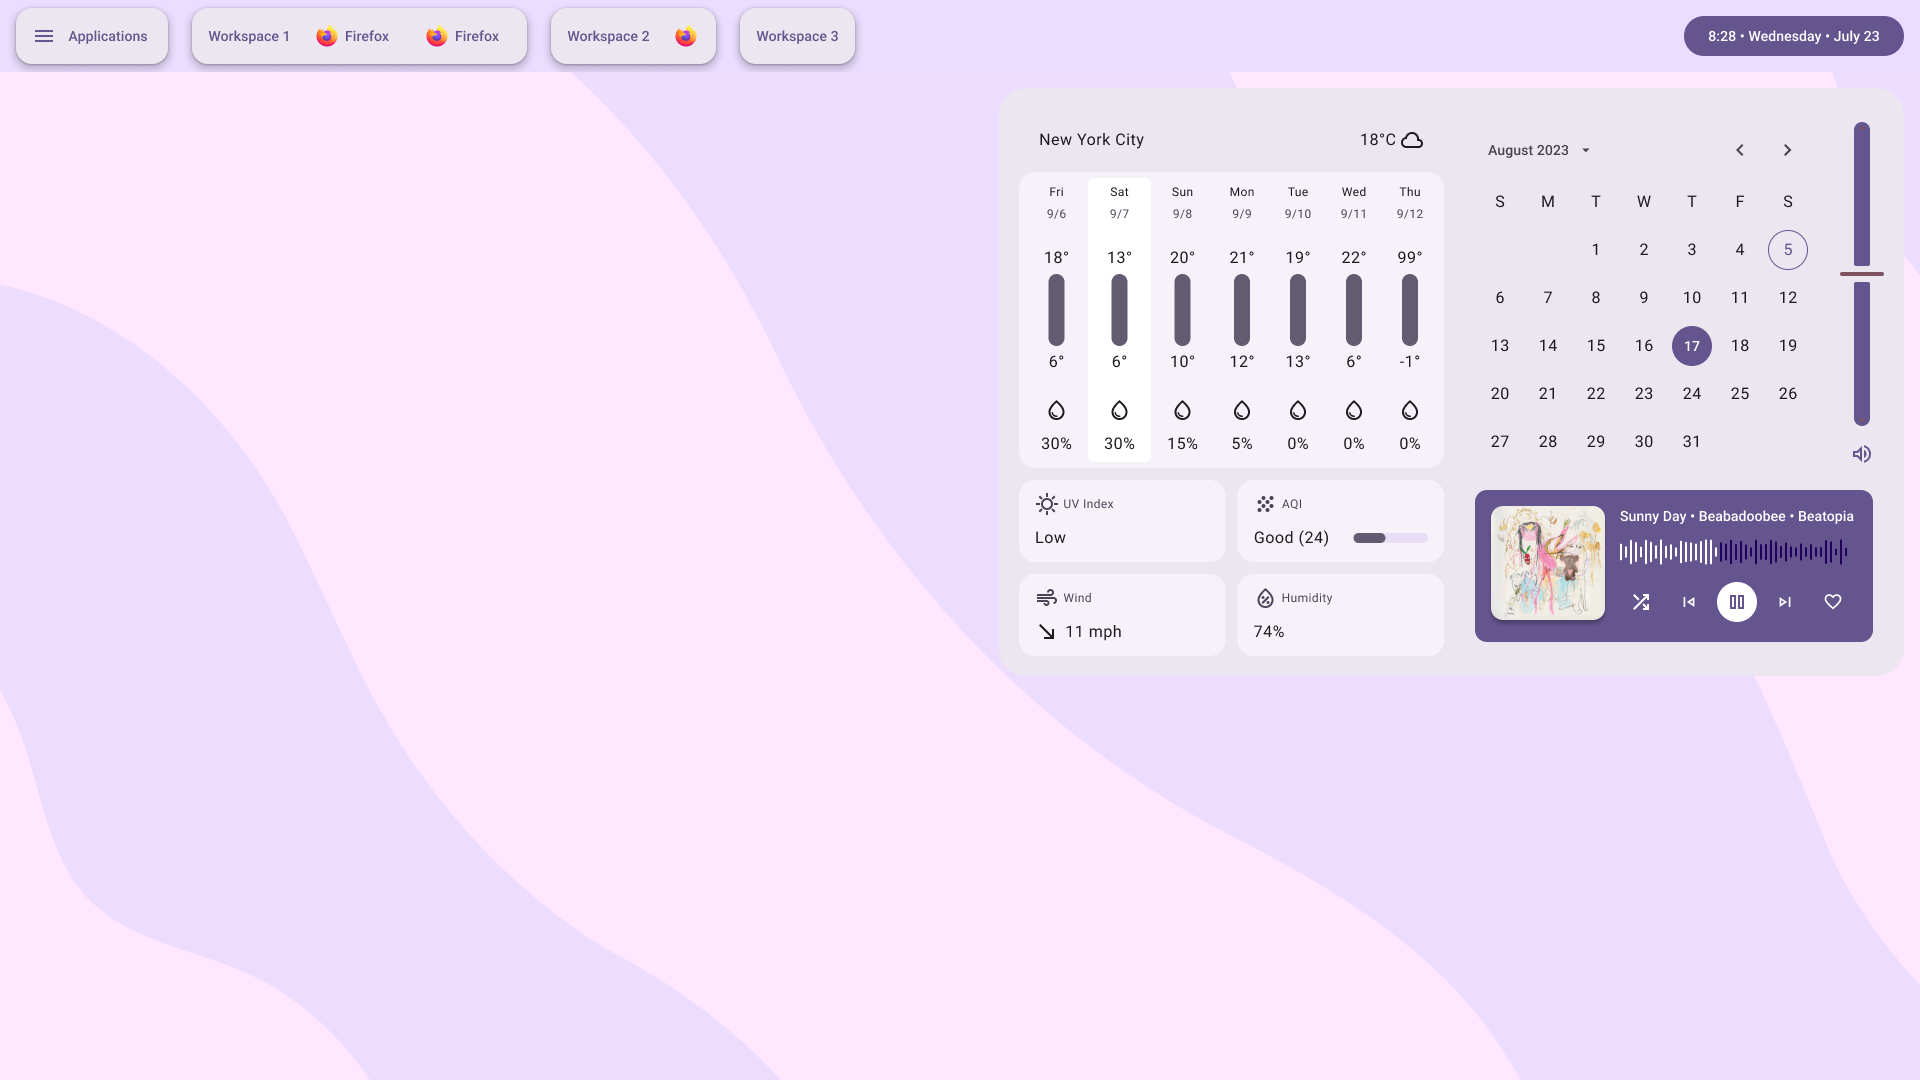 Applications
Workspace 1 Firefox Firefox
Workspace 2
Workspace 3
8:28 • Wednesday • July 23
New York City 18°C
Fri Sat Sun Mon Tue Wed Thu
9/6 9/7 9/8 9/9 9/10 9/11 9/12
18° 13° 20° 21° 19° 22° 99°
6° 6° 10° 12° 13° 6° -1°
30% 30% 15% 5% 0% 0% 0%
UV Index
Low
AQI
Good (24)
Wind
11 mph
Humidity
74%
August 2023
S M T W T F S
1 2 3 4 5
6 7 8 9 10 11 12
13 14 15 16 17 18 19
20 21 22 23 24 25 26
27 28 29 30 31
Sunny Day • Beabadoobee • Beatopia